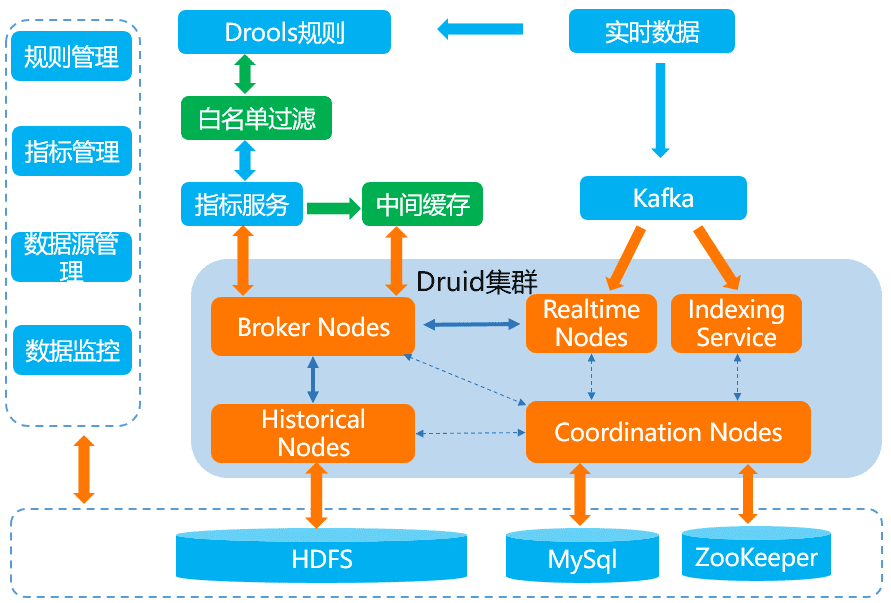 规则管理
指标管理
数据源管
理
数据监控
Drools规则
实时数据
白名单过滤
指标服务
中间缓存
Kafka
Druid集群
Broker Nodes
Realtime
Nodes
Indexing
Service
Historical
Nodes
Coordination Nodes
HDFS
MySql
ZooKeeper